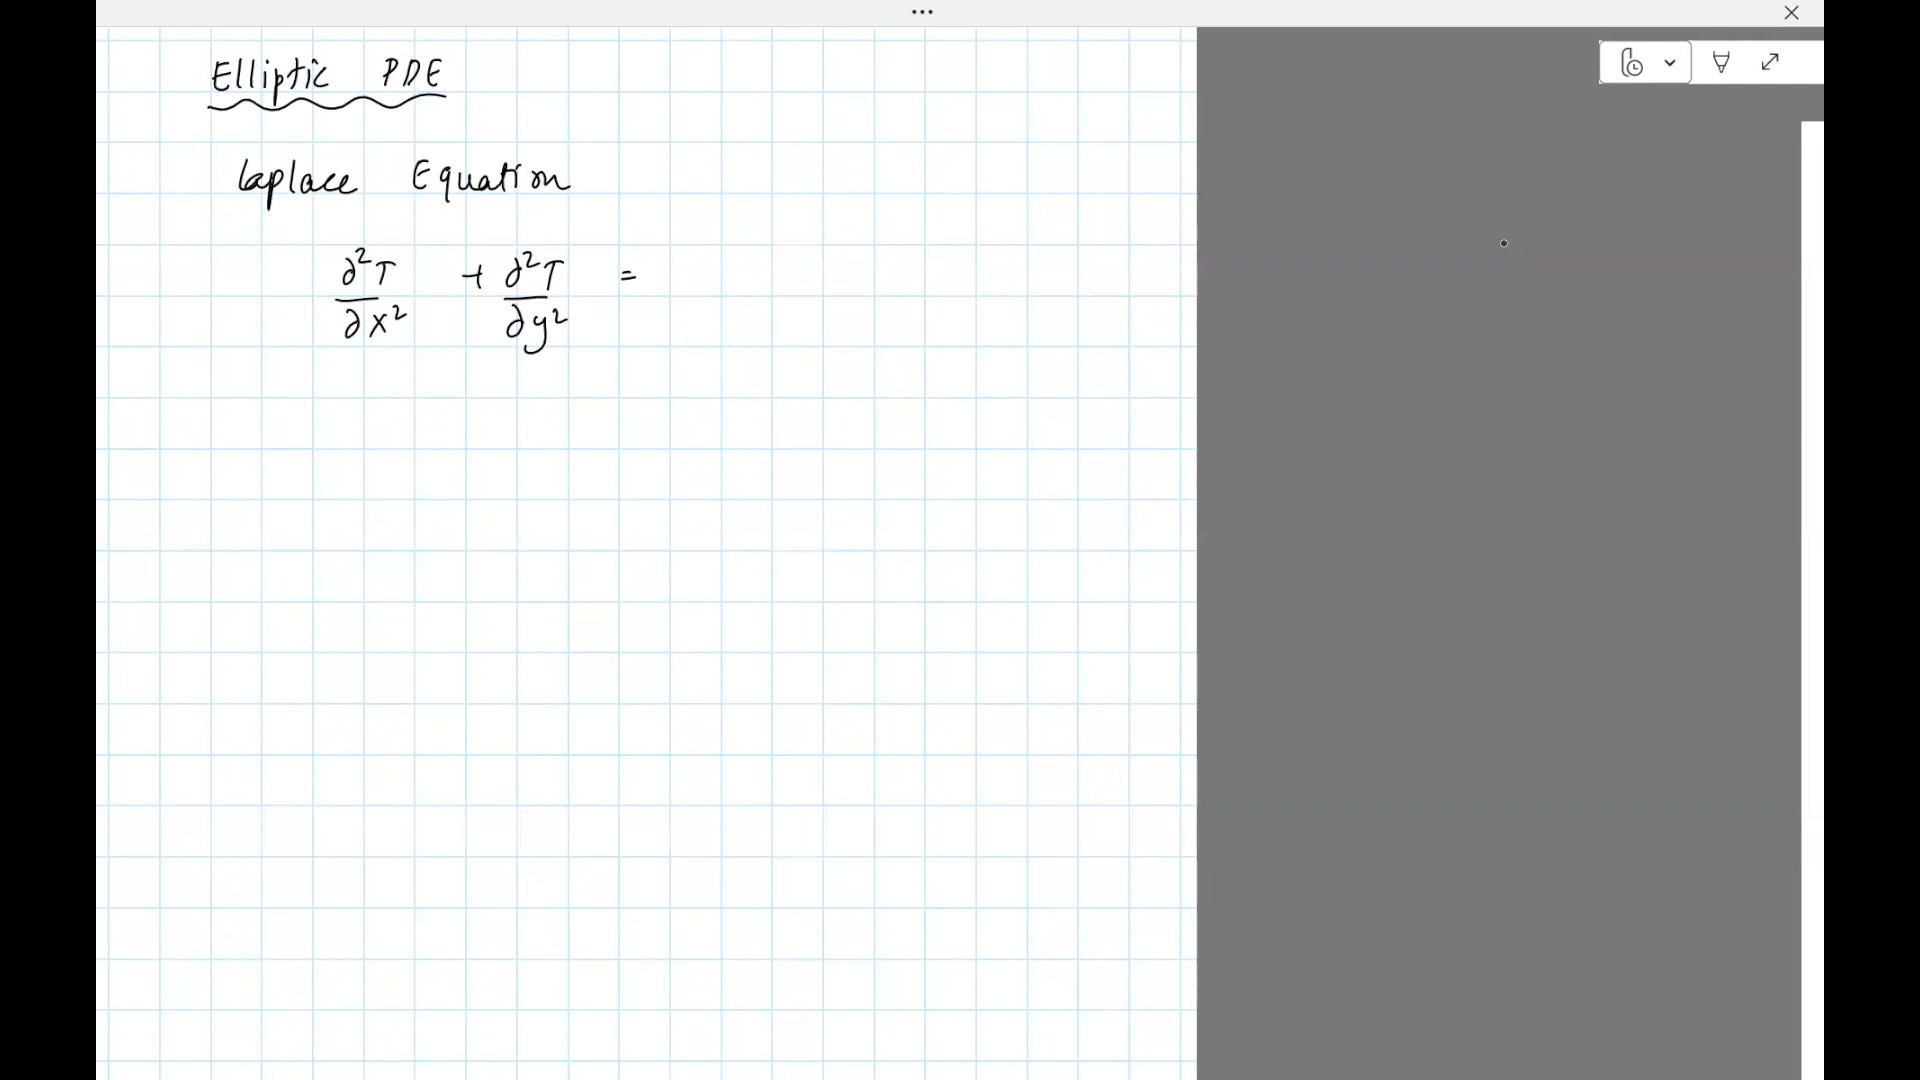 Elliptic PDE
Laplace Equation
∂²T/∂x² + ∂²T/∂y² =